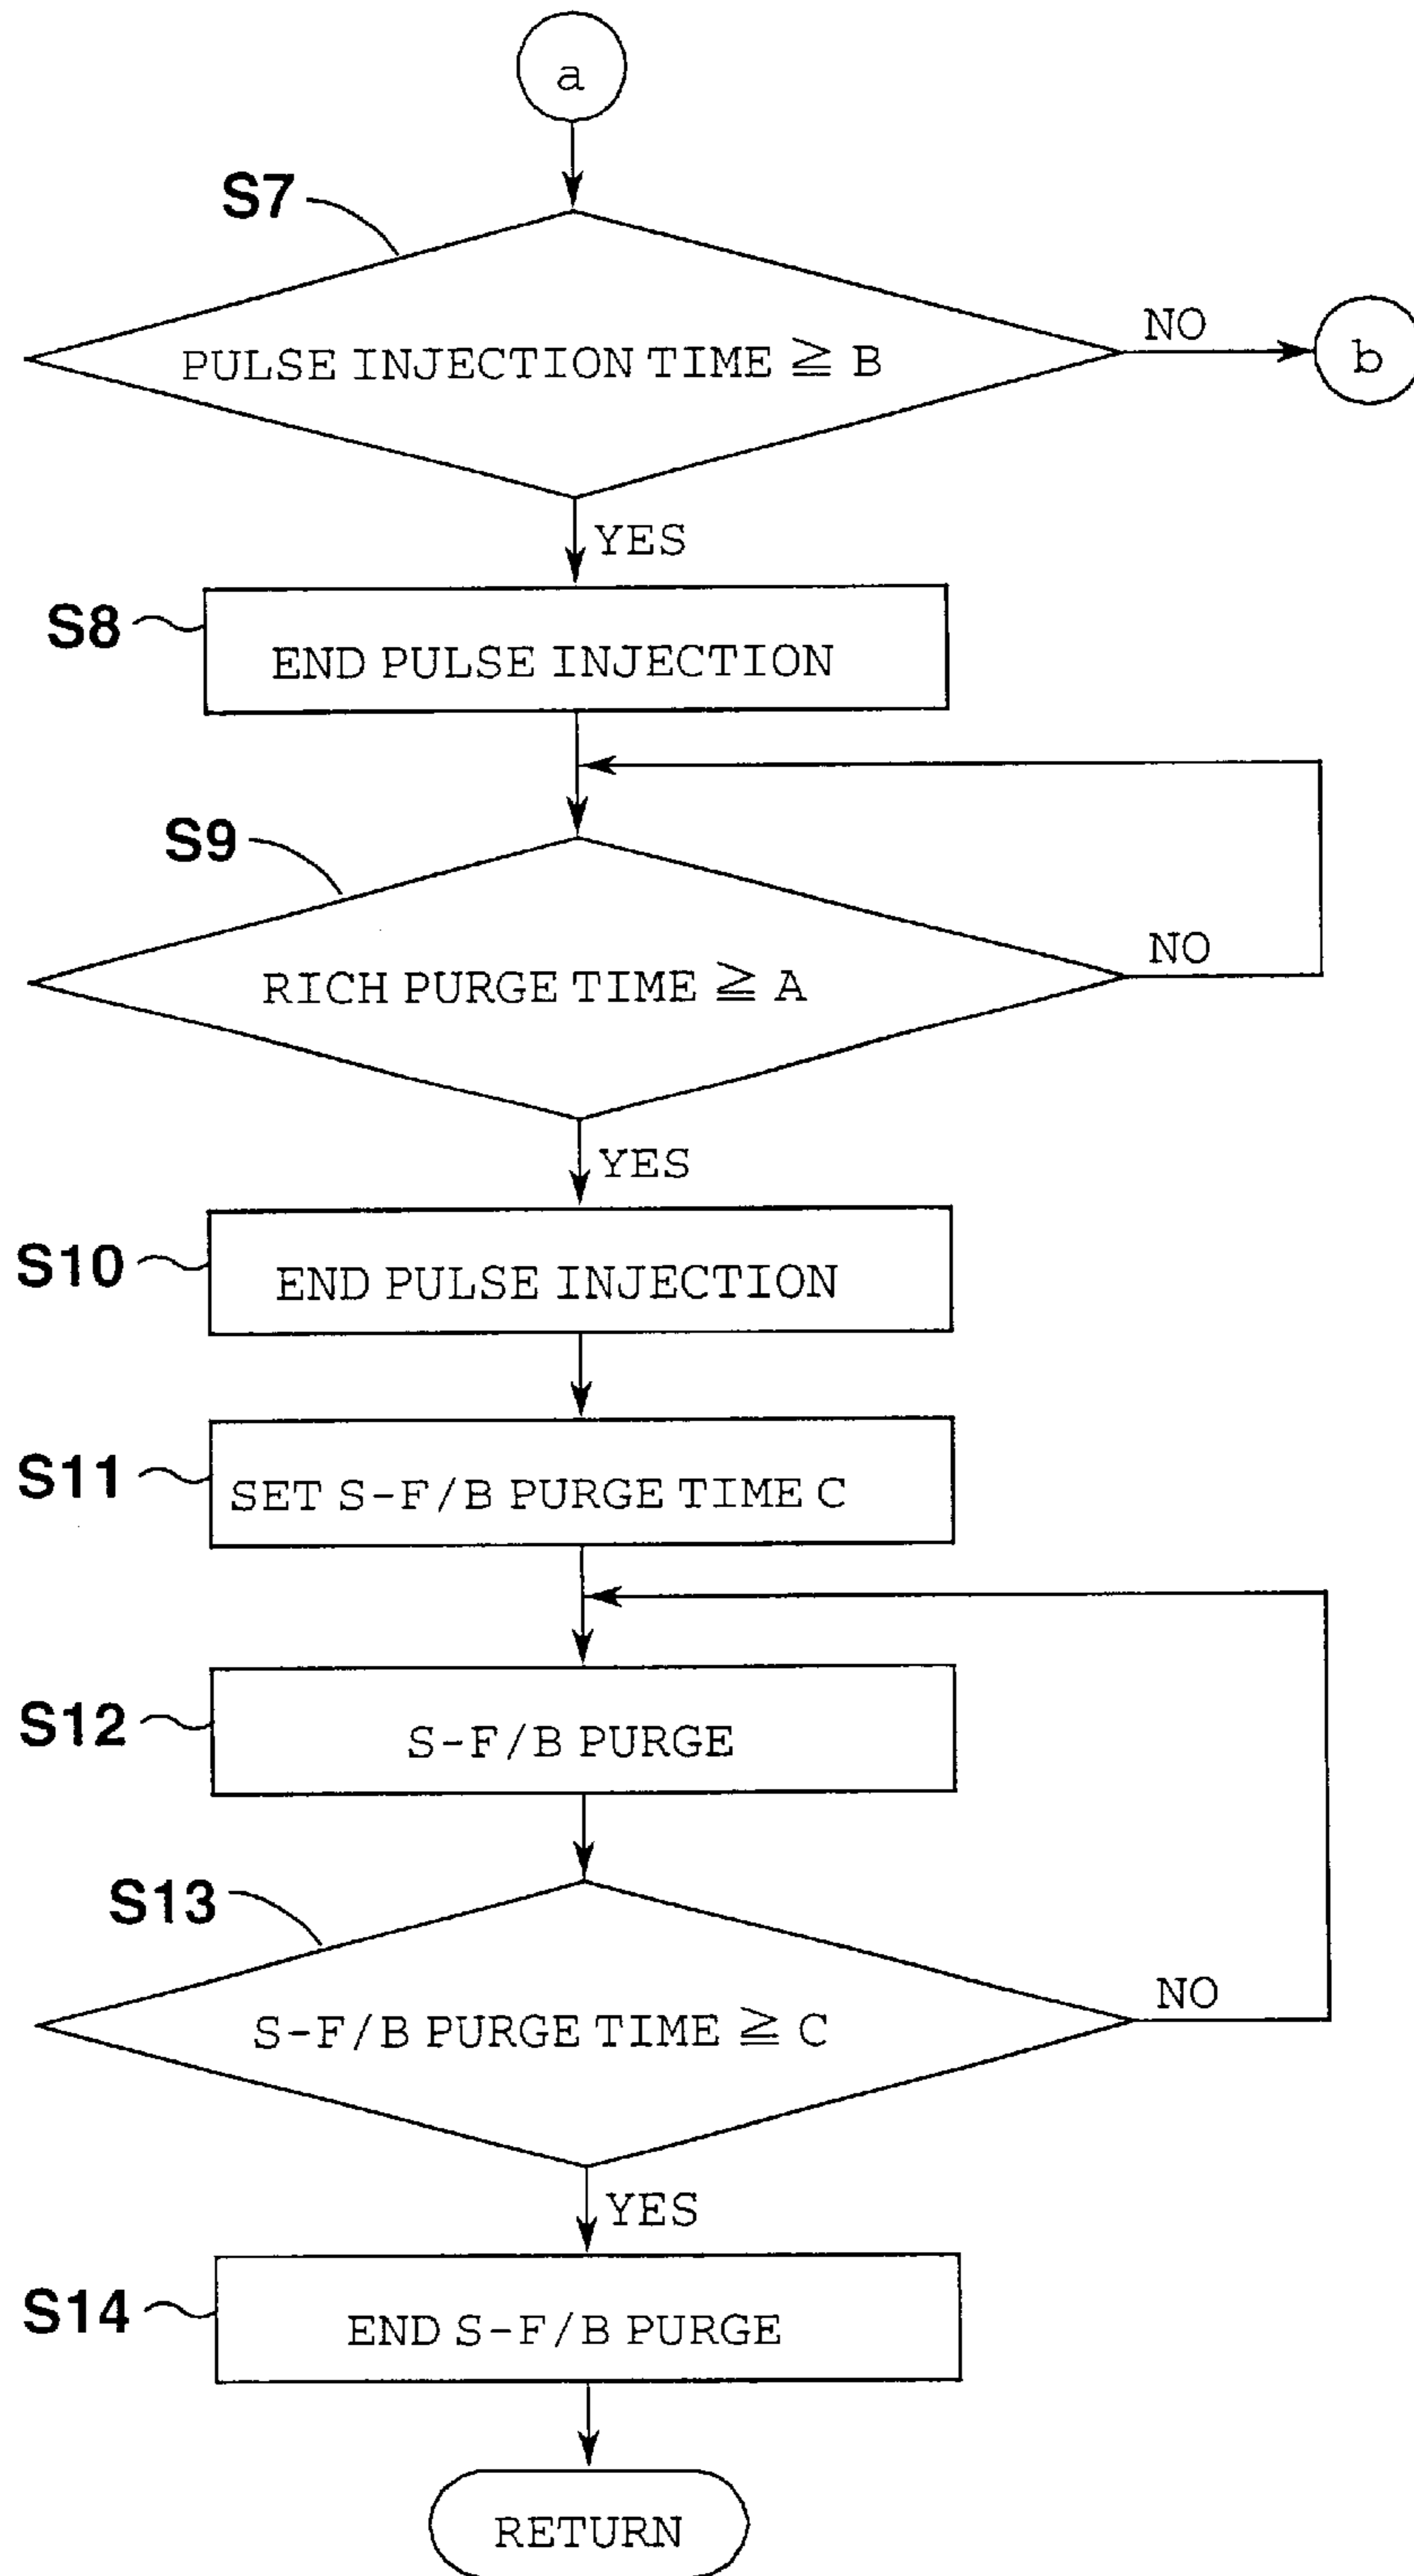 a
S7
PULSE INJECTION TIME ≧ B
NO
b
YES
S8
END PULSE INJECTION
S9
RICH PURGE TIME ≧ A
NO
YES
S10
END PULSE INJECTION
S11
SET S-F/B PURGE TIME C
S12
S-F/B PURGE
S13
S-F/B PURGE TIME ≧ C
NO
YES
S14
END S-F/B PURGE
RETURN